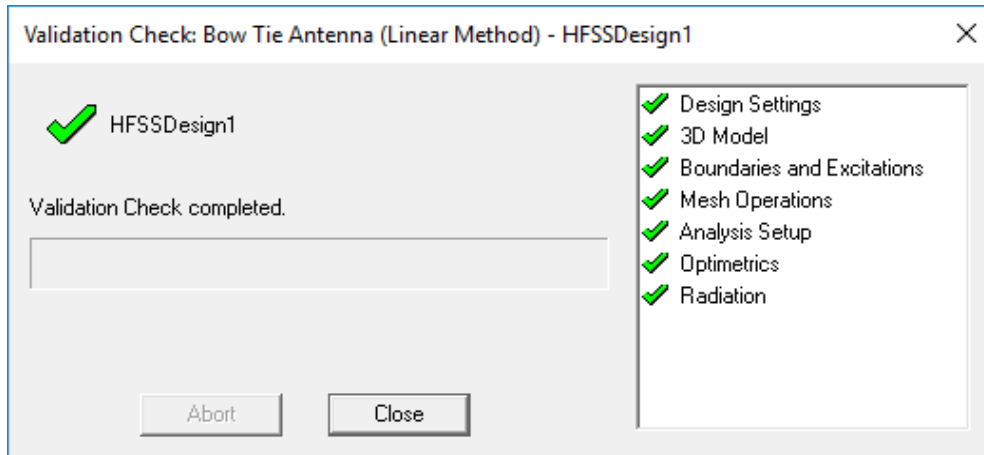 Validation Check: Bow Tie Antenna (Linear Method) - HFSSDesign1
HFSSDesign1
Validation Check completed.
Abort
Close
Design Settings
3D Model
Boundaries and Excitations
Mesh Operations
Analysis Setup
Optimetrics
Radiation